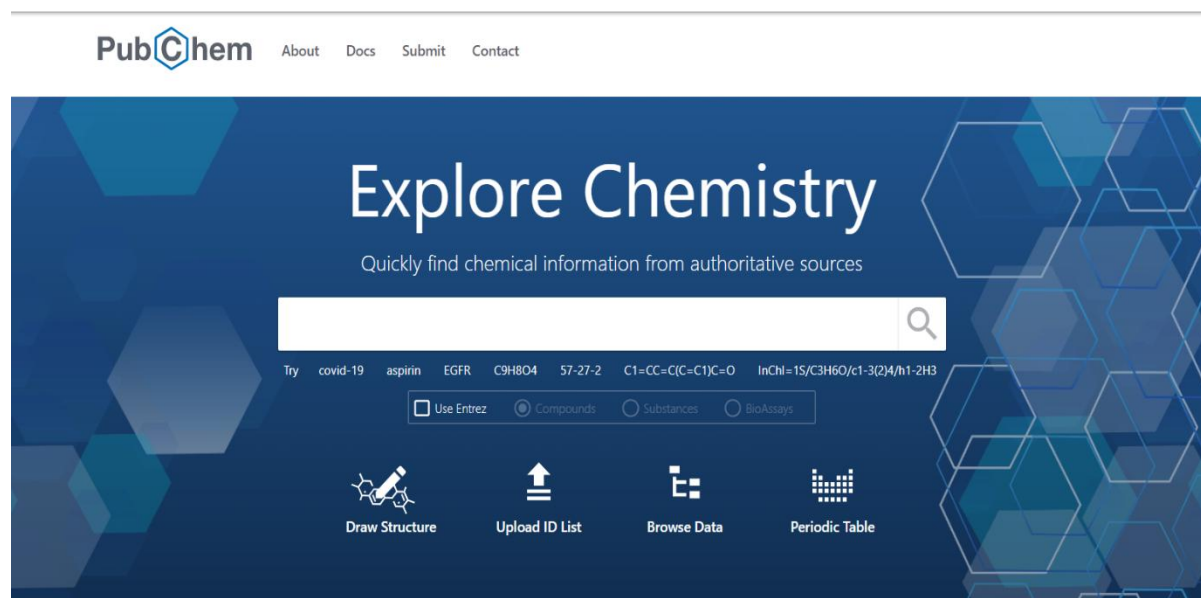 PubChem About Docs Submit Contact
Explore Chemistry
Quickly find chemical information from authoritative sources
Try covid-19 aspirin EGFR C9H8O4 57-27-2 C1=CC=C(C=C1)C=O InChI=1S/C3H6O/c1-3(2)4/h1-2H3
Use Entrez Compounds Substances BioAssays
Draw Structure Upload ID List Browse Data Periodic Table